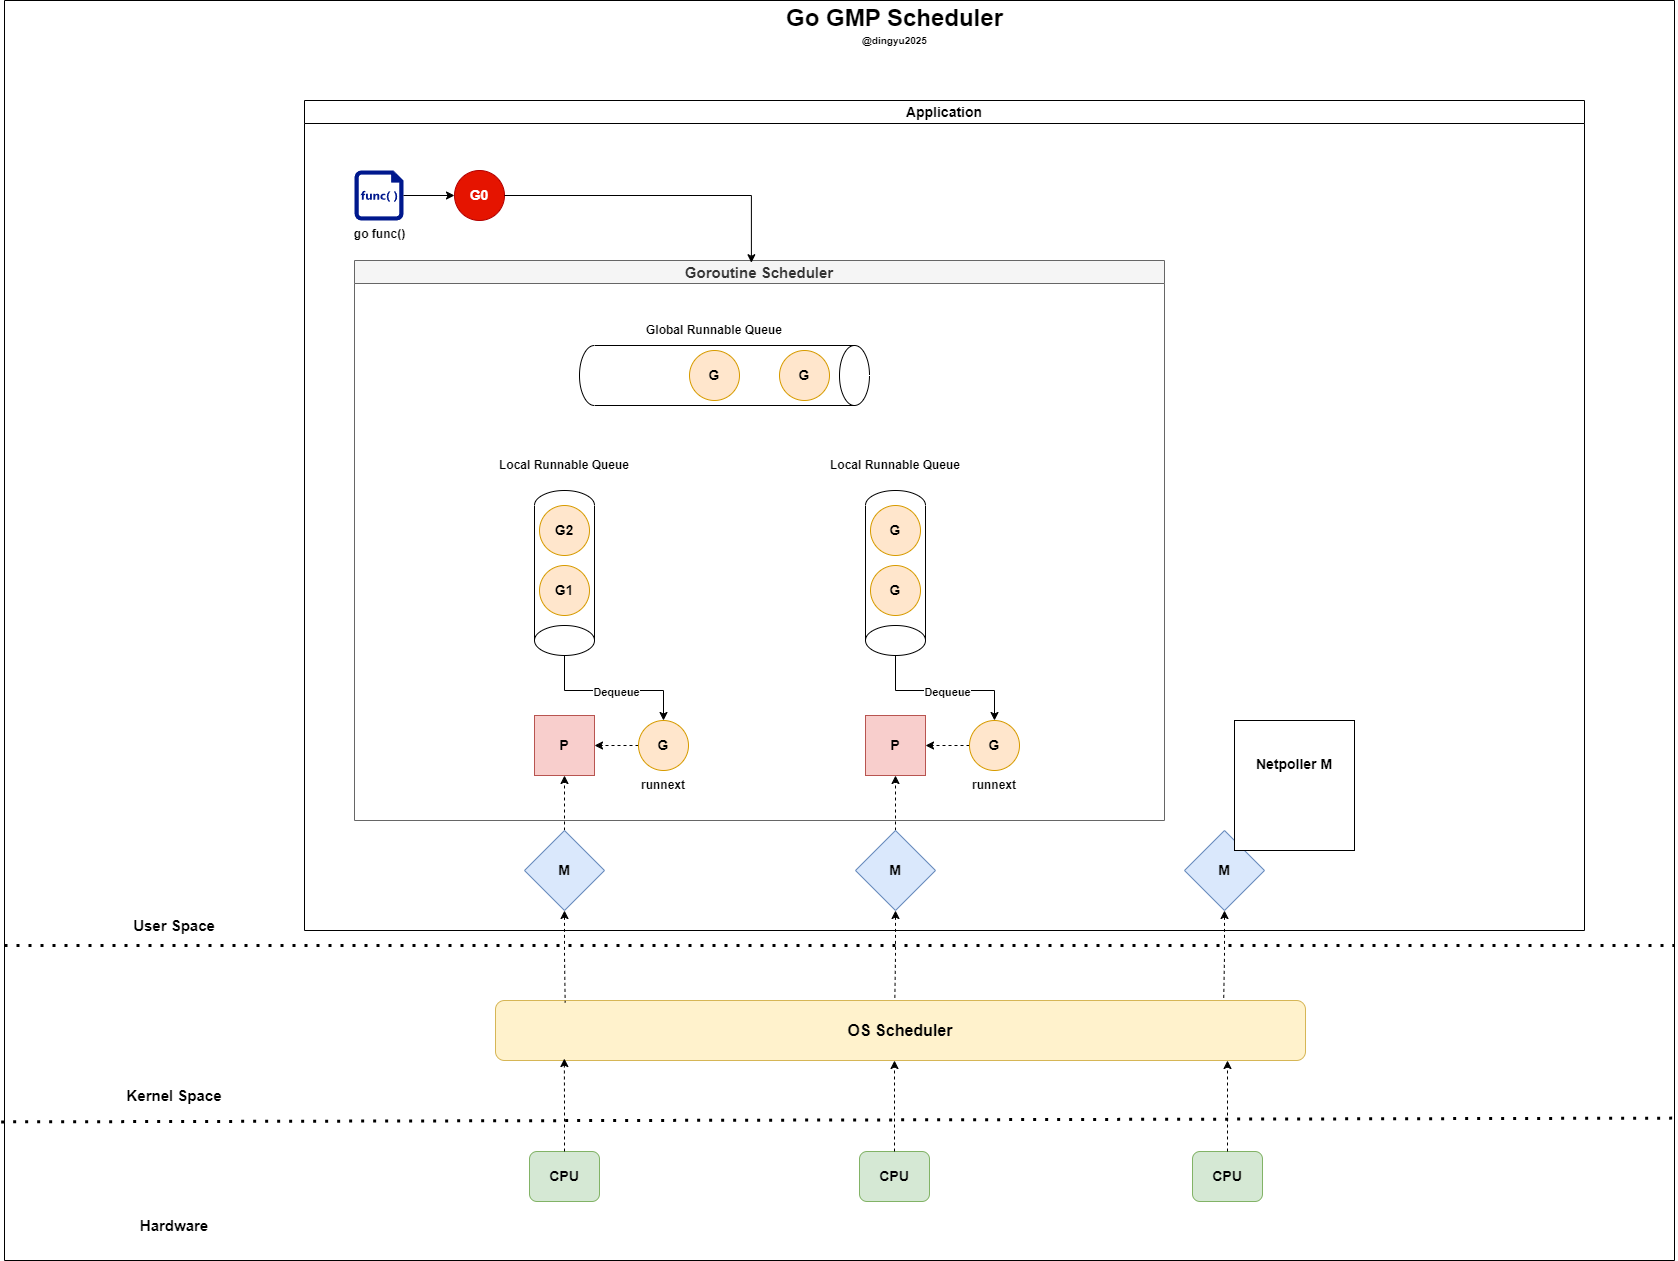 Go GMP Scheduler
@dingyu2025
Application
func( )
G0
go func()
Goroutine Scheduler
Global Runnable Queue
G
G
Local Runnable Queue
Local Runnable Queue
G2
G
G1
G
Dequeue
Dequeue
P
G
P
G
runnext
runnext
Netpoller M
M
M
M
User Space
OS Scheduler
Kernel Space
CPU
CPU
CPU
Hardware